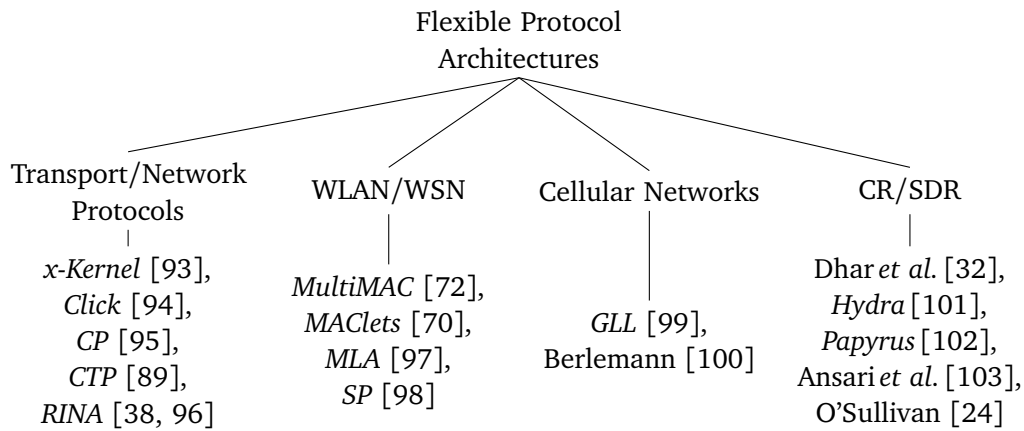 Flexible Protocol
Architectures
Transport/Network
Protocols
x-Kernel [93],
Click [94],
CP [95],
CTP [89],
RINA [38, 96]
WLAN/WSN
MultiMAC [72],
MAClets [70],
MLA [97],
SP [98]
Cellular Networks
GLL [99],
Berlemann [100]
CR/SDR
Dhar et al. [32],
Hydra [101],
Papyrus [102],
Ansari et al. [103],
O'Sullivan [24]